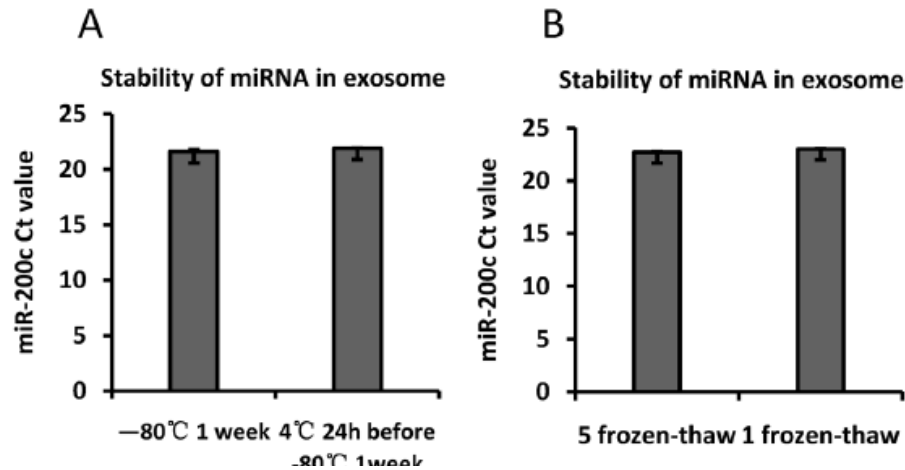 A
Stability of miRNA in exosome
miR-200c Ct value
25
20
15
10
5
0
—80℃ 1 week 4℃ 24h before
-80℃ 1week
B
Stability of miRNA in exosome
miR-200c Ct value
25
20
15
10
5
0
5 frozen-thaw 1 frozen-thaw